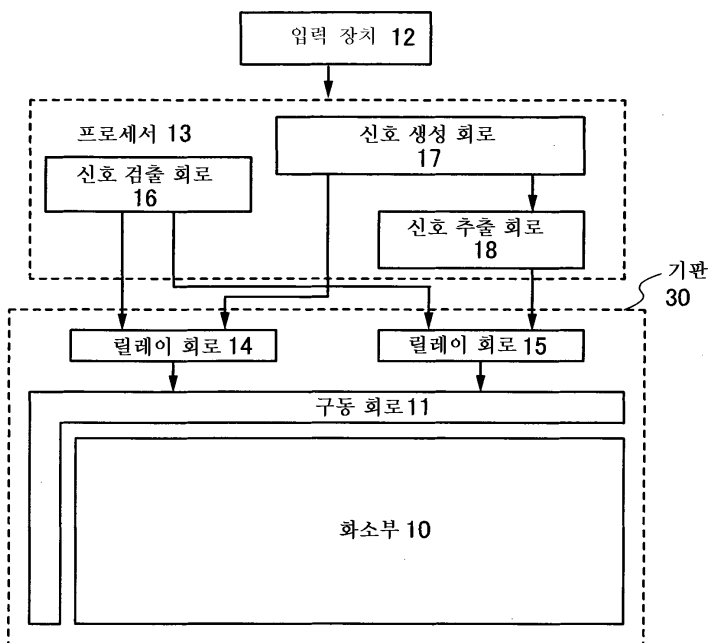 입력 장치 12
프로세서 13
신호 생성 회로
17
신호 검출 회로
16
신호 추출 회로
18
기판
30
릴레이 회로 14
릴레이 회로 15
구동 회로 11
화소부 10